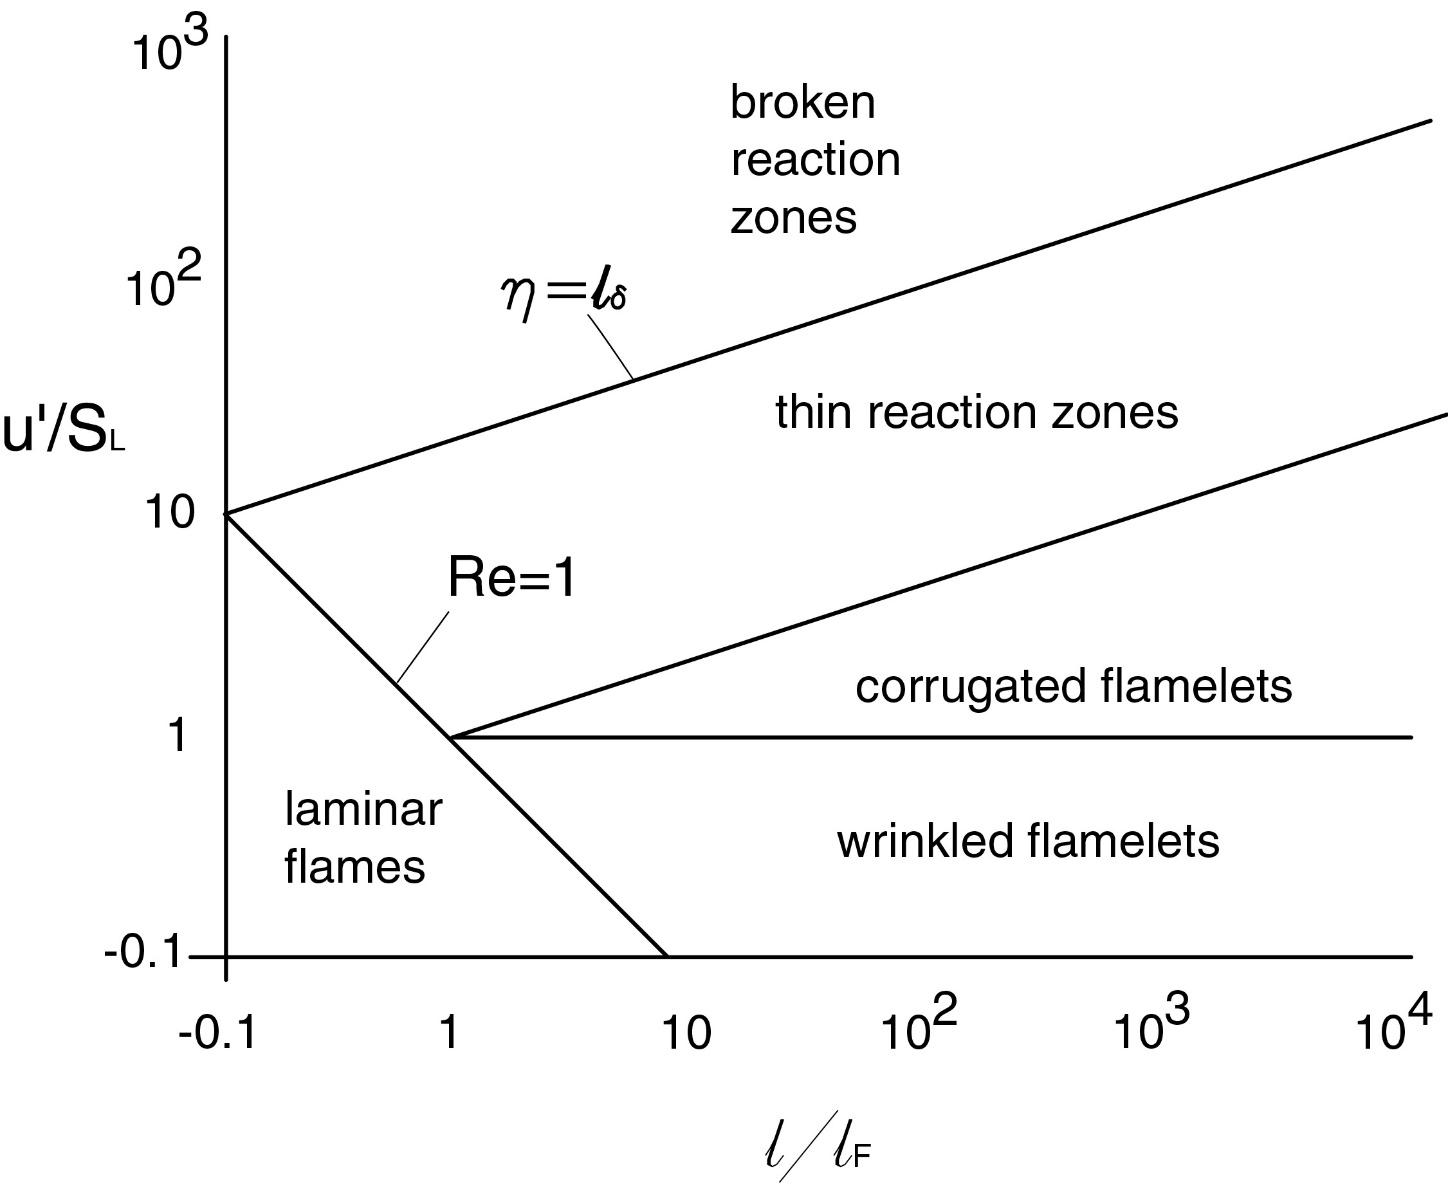 10³
broken
reaction
zones
10²
η=lδ
u'/SL
thin reaction zones
10
Re=1
corrugated flamelets
1
laminar
flames
wrinkled flamelets
-0.1
-0.1 1 10 10² 10³ 10⁴
l/lF